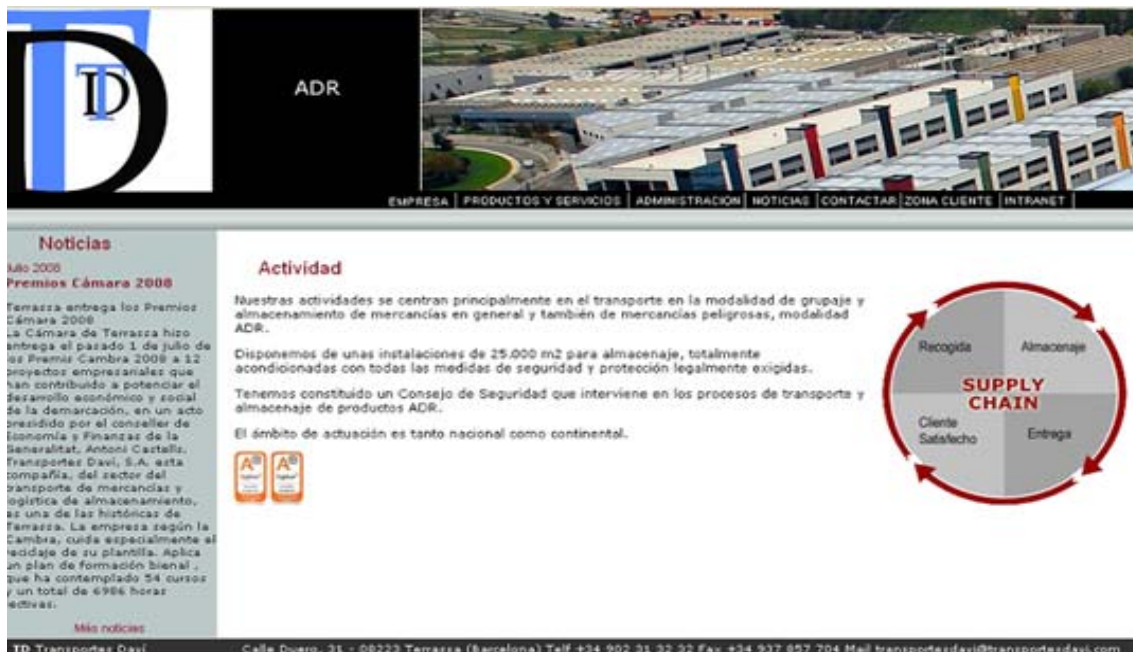 TD
TD
ADR
EMPRESA | PRODUCTOS Y SERVICIOS | ADMINISTRACION | NOTICIAS | CONTACTAR | ZONA CLIENTE | INTRANET |
Noticias
Julio 2008
Premios Cámara 2008
Terrassa entrega los Premios
Cámara 2008
La Cámara de Terrassa hizo
entrega el pasado 1 de julio de
los Premis Cambra 2008 a 12
proyectos empresariales que
han contribuido a potenciar el
desarrollo económico y social
de la demarcación, en un acto
presidido por el conseller de
Economía y Finanzas de la
Generalitat, Antoni Castells.
Transportes Daví, S.A. esta
compañía, del sector del
transporte de mercancías y
logística de almacenamiento,
es una de las históricas de
Terrassa. La empresa según la
Cambra, cuida especialmente el
recidaje de su plantilla. Aplica
un plan de formación bienal ,
que ha contemplado 54 cursos
y un total de 6986 horas
lectivas.
Más noticias
Actividad
Nuestras actividades se centran principalmente en el transporte en la modalidad de grupaje y
almacenamiento de mercancías en general y también de mercancías peligrosas, modalidad
ADR.
Disponemos de unas instalaciones de 25.000 m2 para almacenaje, totalmente
acondicionadas con todas las medidas de seguridad y protección legalmente exigidas.
Tenemos constituido un Consejo de Seguridad que interviene en los procesos de transporte y
almacenaje de productos ADR.
El ámbito de actuación es tanto nacional como continental.
Recogida
Almacenaje
SUPPLY
CHAIN
Cliente
Satisfecho
Entrega
TD Transportes Daví
Calle Duero, 31 - 08223 Terrassa (Barcelona) Telf +34 902 31 32 32 Fax +34 937 857 704 Mail transportesdavi@transportesdavi.com